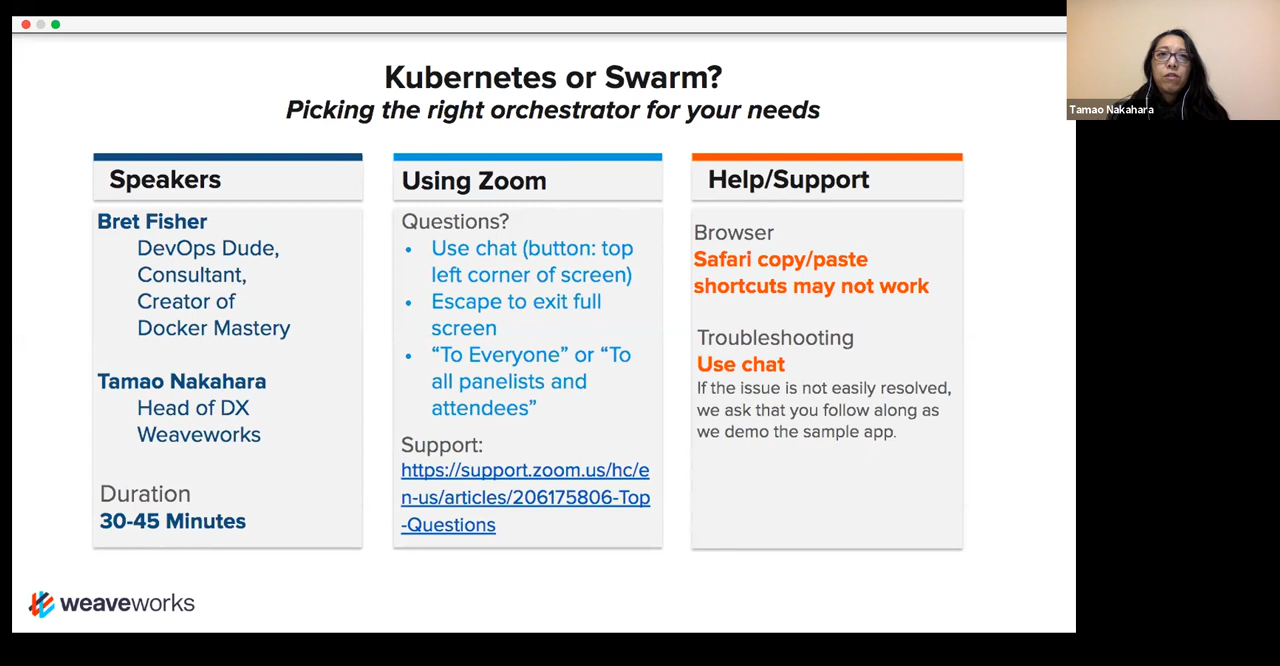 Kubernetes or Swarm?
Picking the right orchestrator for your needs
Speakers
Bret Fisher
DevOps Dude,
Consultant,
Creator of
Docker Mastery
Tamao Nakahara
Head of DX
Weaveworks
Duration
30-45 Minutes
Using Zoom
Questions?
• Use chat (button: top
left corner of screen)
• Escape to exit full
screen
• “To Everyone” or “To
all panelists and
attendees”
Support:
https://support.zoom.us/hc/e
n-us/articles/206175806-Top
-Questions
Help/Support
Browser
Safari copy/paste
shortcuts may not work
Troubleshooting
Use chat
If the issue is not easily resolved,
we ask that you follow along as
we demo the sample app.
weaveworks
Tamao Nakahara